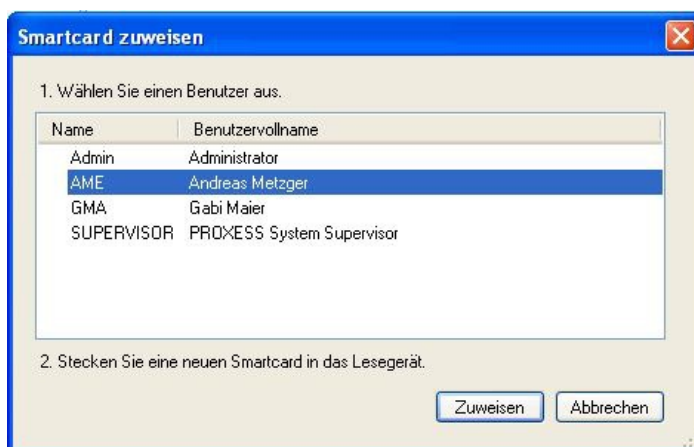 Smartcard zuweisen
1. Wählen Sie einen Benutzer aus.
Name Benutzervollname
Admin Administrator
AME Andreas Metzger
GMA Gabi Maier
SUPERVISOR PROXESS System Supervisor
2. Stecken Sie eine neuen Smartcard in das Lesegerät.
Zuweisen Abbrechen